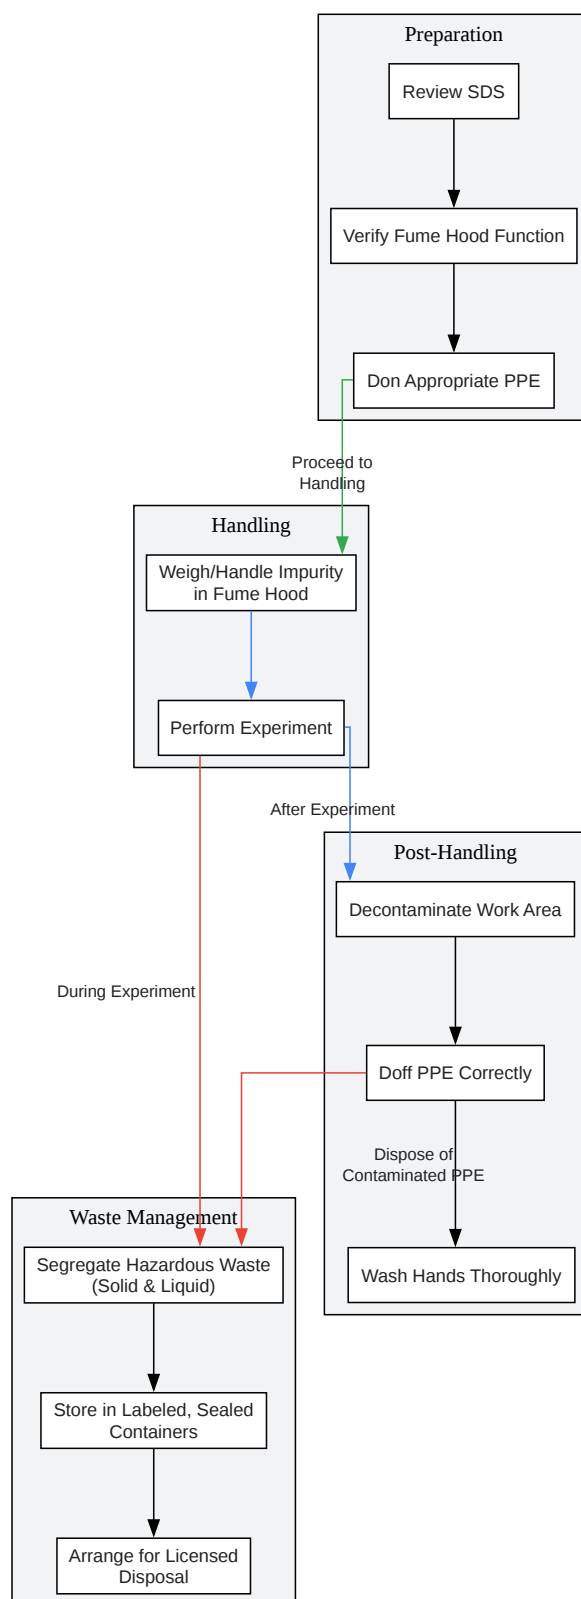 Preparation
Review SDS
Verify Fume Hood Function
Don Appropriate PPE
Proceed to
Handling
Handling
Weigh/Handle Impurity
in Fume Hood
Perform Experiment
After Experiment
Post-Handling
Decontaminate Work Area
During Experiment
Doff PPE Correctly
Dispose of
Contaminated PPE
Waste Management
Segregate Hazardous Waste
(Solid & Liquid)
Wash Hands Thoroughly
Store in Labeled, Sealed
Containers
Arrange for Licensed
Disposal